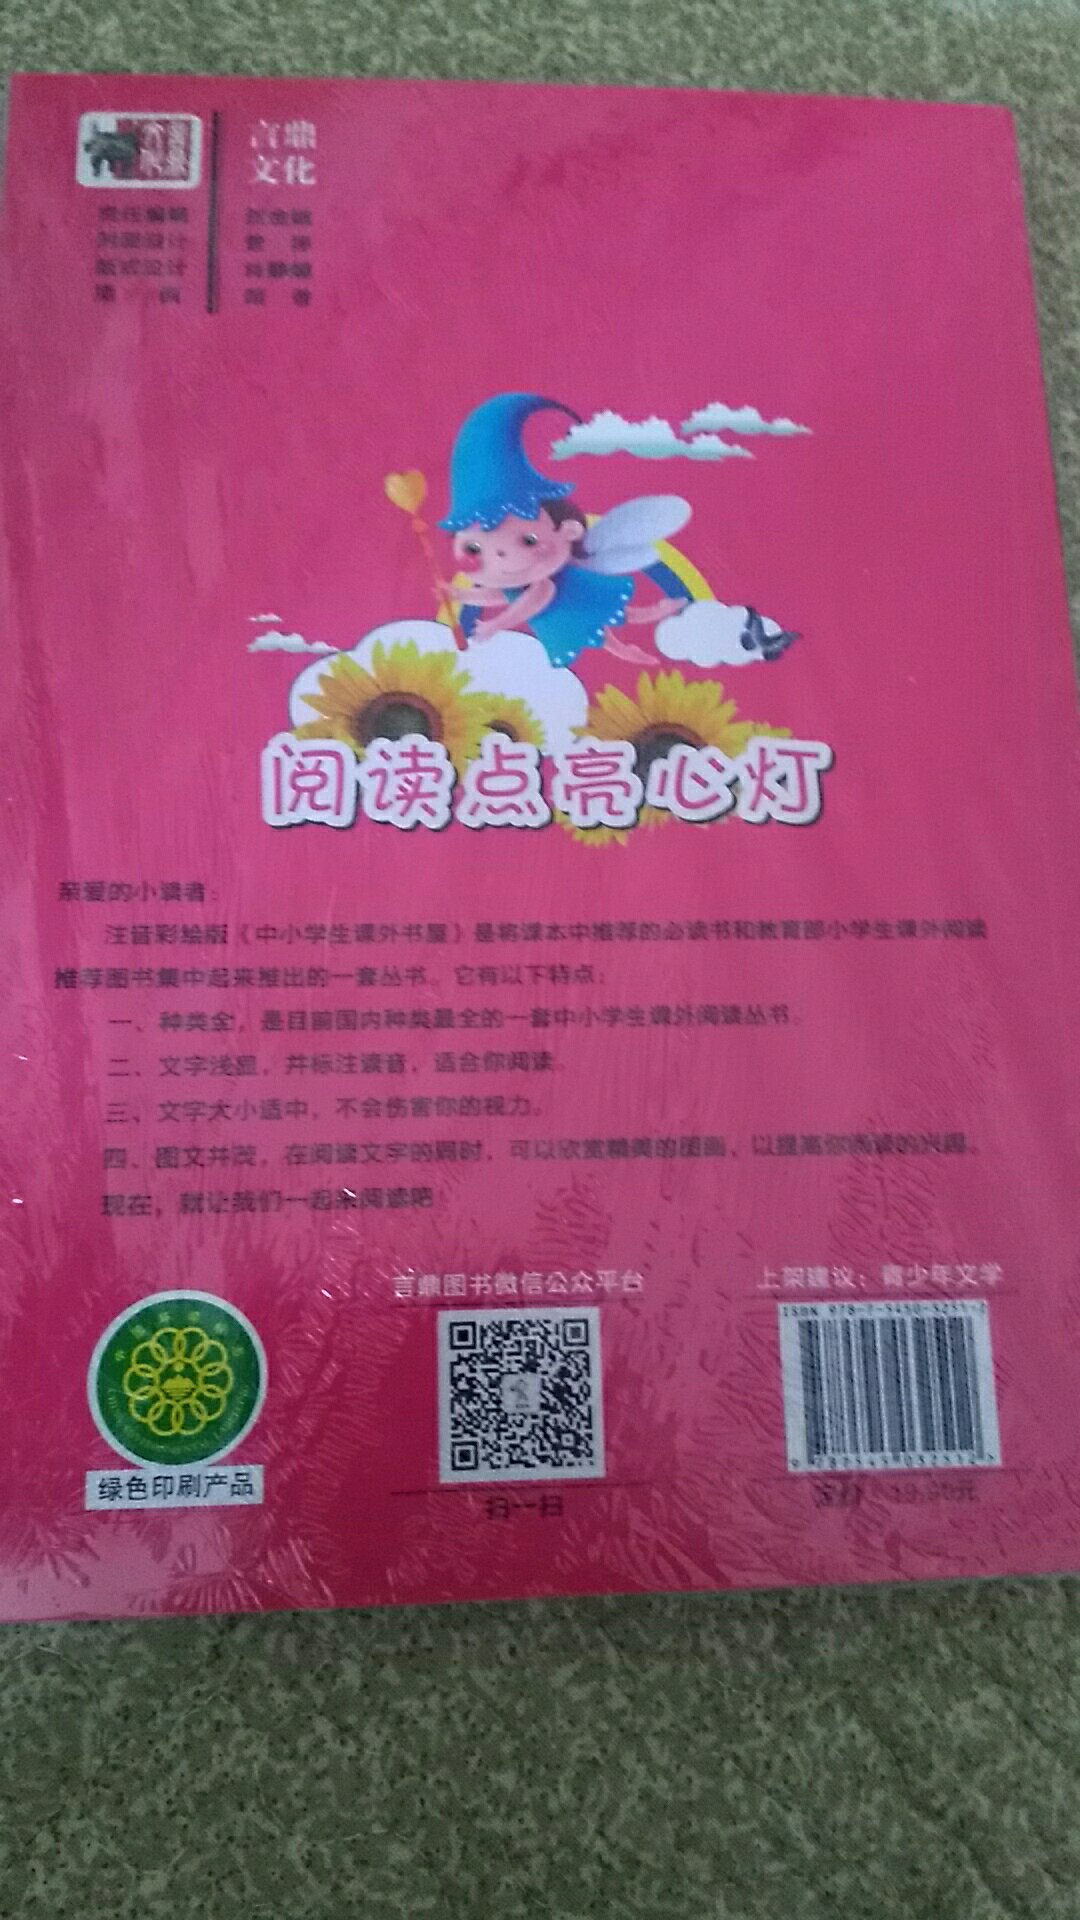 言鼎
文化
责任编辑
封面设计
版式设计
插 画
阅读点亮心灯
亲爱的小读者：
注音彩绘版《中小学生课外书屋》是将课本中推荐的必读书和教育部小学生课外阅读
推荐图书集中起来推出的一套丛书。它有以下特点：
一、种类全，是目前国内种类最全的一套中小学生课外阅读丛书。
二、文字浅显，并标注读音，适合你阅读。
三、文字大小适中，不会伤害你的视力。
四、图文并茂，在阅读文字的同时，可以欣赏精美的图画，以提高你阅读的兴趣。
现在，就让我们一起来阅读吧！
言鼎图书微信公众平台
上架建议：青少年文学
扫一扫
绿色印刷产品